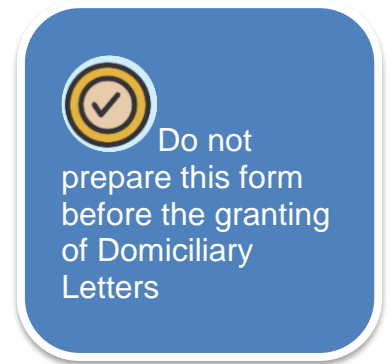 Do not
prepare this form
before the granting
of Domiciliary
Letters